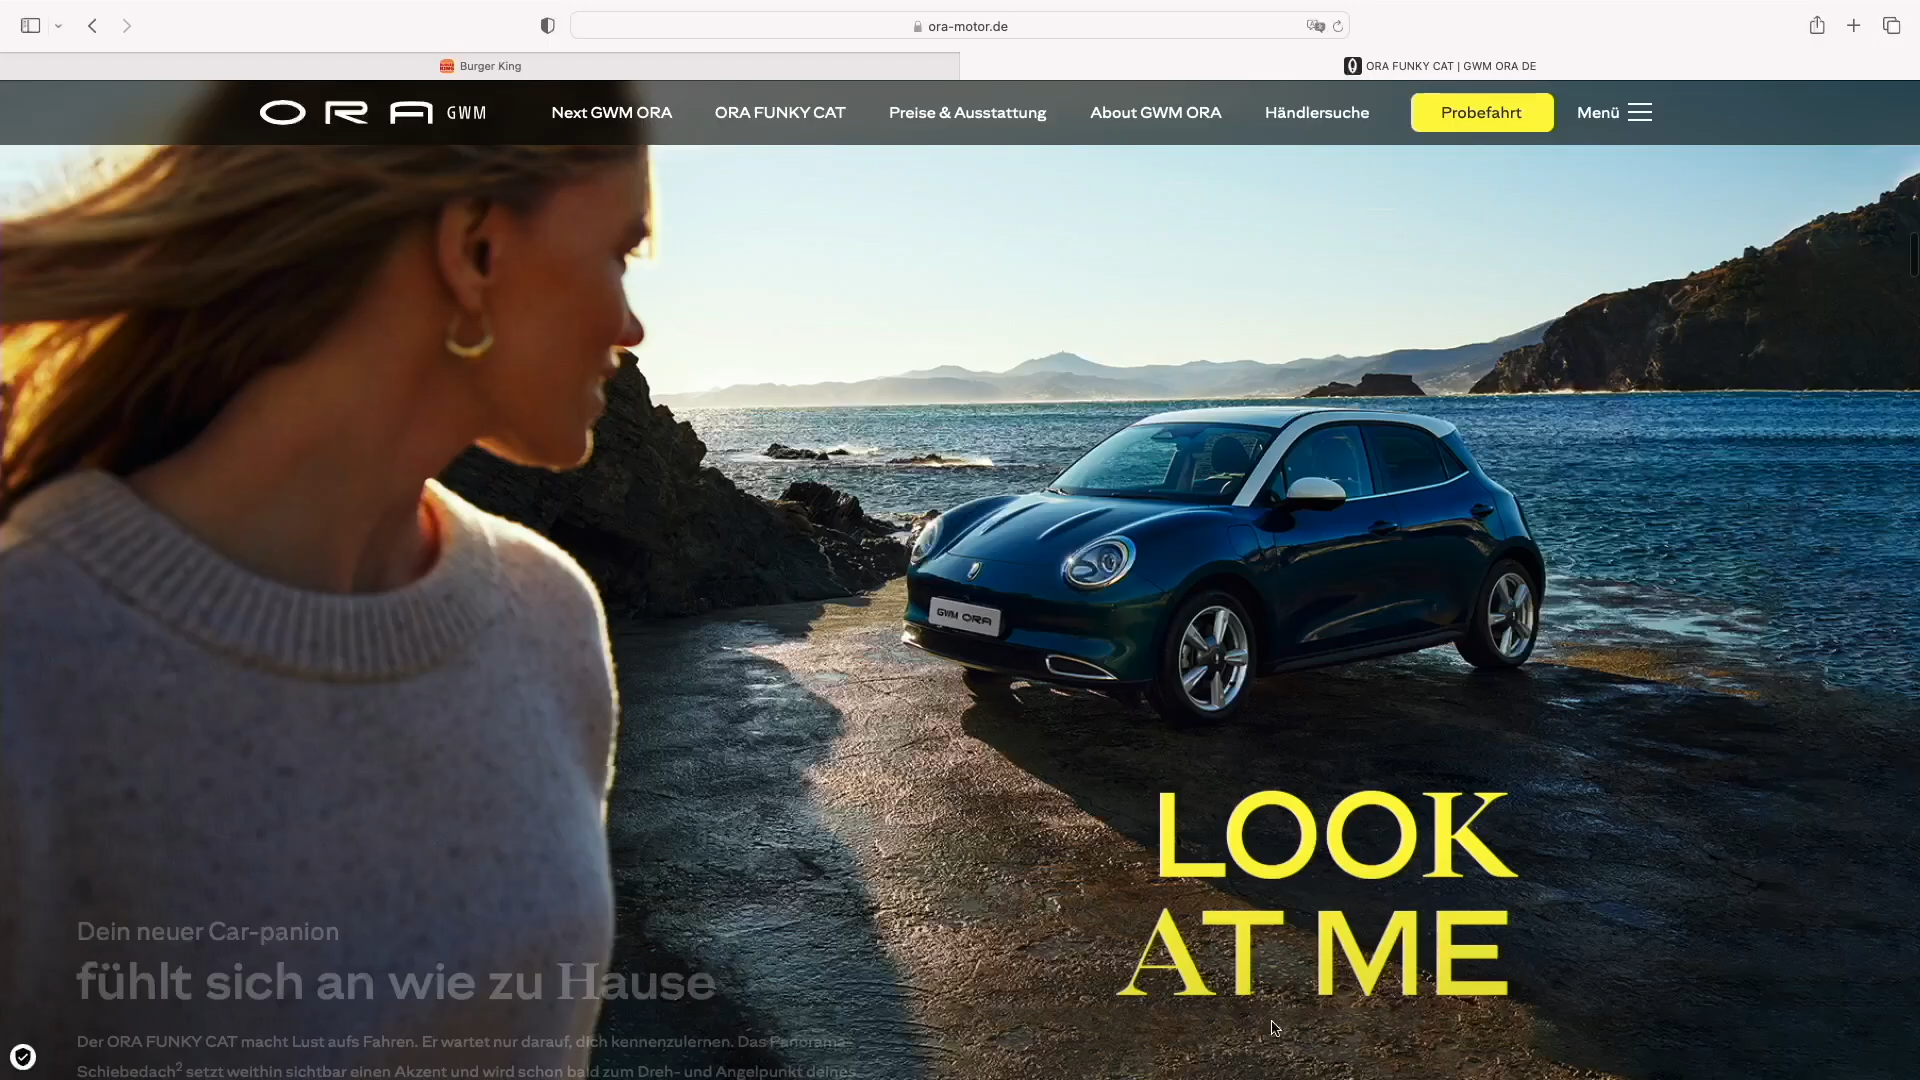 ora-motor.de
Burger King
ORA FUNKY CAT | GWM ORA DE
ORA GWM
Next GWM ORA
ORA FUNKY CAT
Preise & Ausstattung
About GWM ORA
Händlersuche
Probefahrt
Menü
GWM ORA
LOOK
AT ME
Dein neuer Car-panion
fühlt sich an wie zu Hause
Der ORA FUNKY CAT macht Lust aufs Fahren. Er wartet nur darauf, dich kennenzulernen. Das Panorama-
Schiebedach² setzt weithin sichtbar einen Akzent und wird schon bald zum Dreh- und Angelpunkt deines